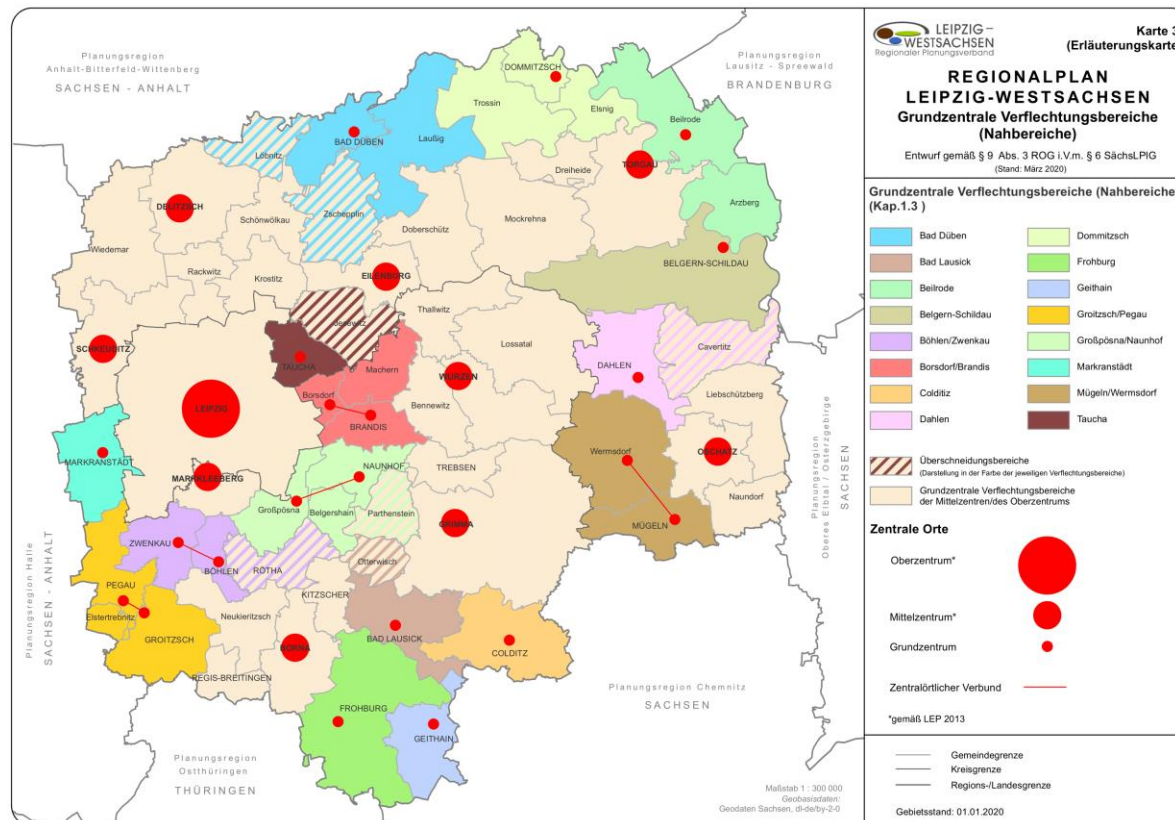 Planungsregion
Anhalt-Bitterfeld-Wittenberg
SACHSEN - ANHALT
Planungsregion
Lausitz - Spreewald
BRANDENBURG
DOMMITZSCH
Trossin
Elsnig
Beilrode
Löbnitz
BAD DÜBEN
Laußig
Dreiheide
TORGAU
DELITZSCH
Zschepplin
Mockrehna
Arzberg
Schönwölkau
Doberschütz
Wiedemar
BELGERN-SCHILDAU
Rackwitz
Krostitz
EILENBURG
Thallwitz
SCHKEUDITZ
Lossatal
Cavertitz
TAUCHA
Machern
DAHLEN
WURZEN
Liebschützberg
LEIPZIG
Borsdorf
Bennewitz
BRANDIS
OSCHATZ
MARKRANSTÄDT
Wermsdorf
MARKKLEEBERG
NAUNHOF
TREBSEN
Naundorf
Großpösna
Belgershain
Parthenstein
GRIMMA
MÜGELN
ZWENKAU
BÖHLEN
RÖTHA
Otterwisch
PEGAU
KITZSCHER
Elstertrebnitz
Neukieritzsch
GROITZSCH
BORNA
BAD LAUSICK
COLDITZ
REGIS-BREITINGEN
FROHBURG
GEITHAIN
Planungsregion Halle
SACHSEN - ANHALT
Planungsregion
Oberes Elbtal / Osterzgebirge
SACHSEN
Planungsregion Chemnitz
SACHSEN
Planungsregion
Ostthüringen
THÜRINGEN
Maßstab 1 : 300 000
Geobasisdaten:
Geodaten Sachsen, dl-de/by-2-0
LEIPZIG–
WESTSACHSEN
Regionaler Planungsverband
Karte 3
(Erläuterungskarte
REGIONALPLAN
LEIPZIG-WESTSACHSEN
Grundzentrale Verflechtungsbereiche
(Nahbereiche)
Entwurf gemäß § 9 Abs. 3 ROG i.V.m. § 6 SächsLPlG
(Stand: März 2020)
Grundzentrale Verflechtungsbereiche (Nahbereiche
(Kap.1.3 )
Bad Düben
Dommitzsch
Bad Lausick
Frohburg
Beilrode
Geithain
Belgern-Schildau
Groitzsch/Pegau
Böhlen/Zwenkau
Großpösna/Naunhof
Borsdorf/Brandis
Markranstädt
Colditiz
Mügeln/Wermsdorf
Dahlen
Taucha
Überschneidungsbereiche
(Darstellung in der Farbe der jeweiligen Verflechtungsbereiche)
Grundzentrale Verflechtungsbereiche
der Mittelzentren/des Oberzentrums
Zentrale Orte
Oberzentrum*
Mittelzentrum*
Grundzentrum
Zentralörtlicher Verbund
*gemäß LEP 2013
Gemeindegrenze
Kreisgrenze
Regions-/Landesgrenze
Gebietsstand: 01.01.2020